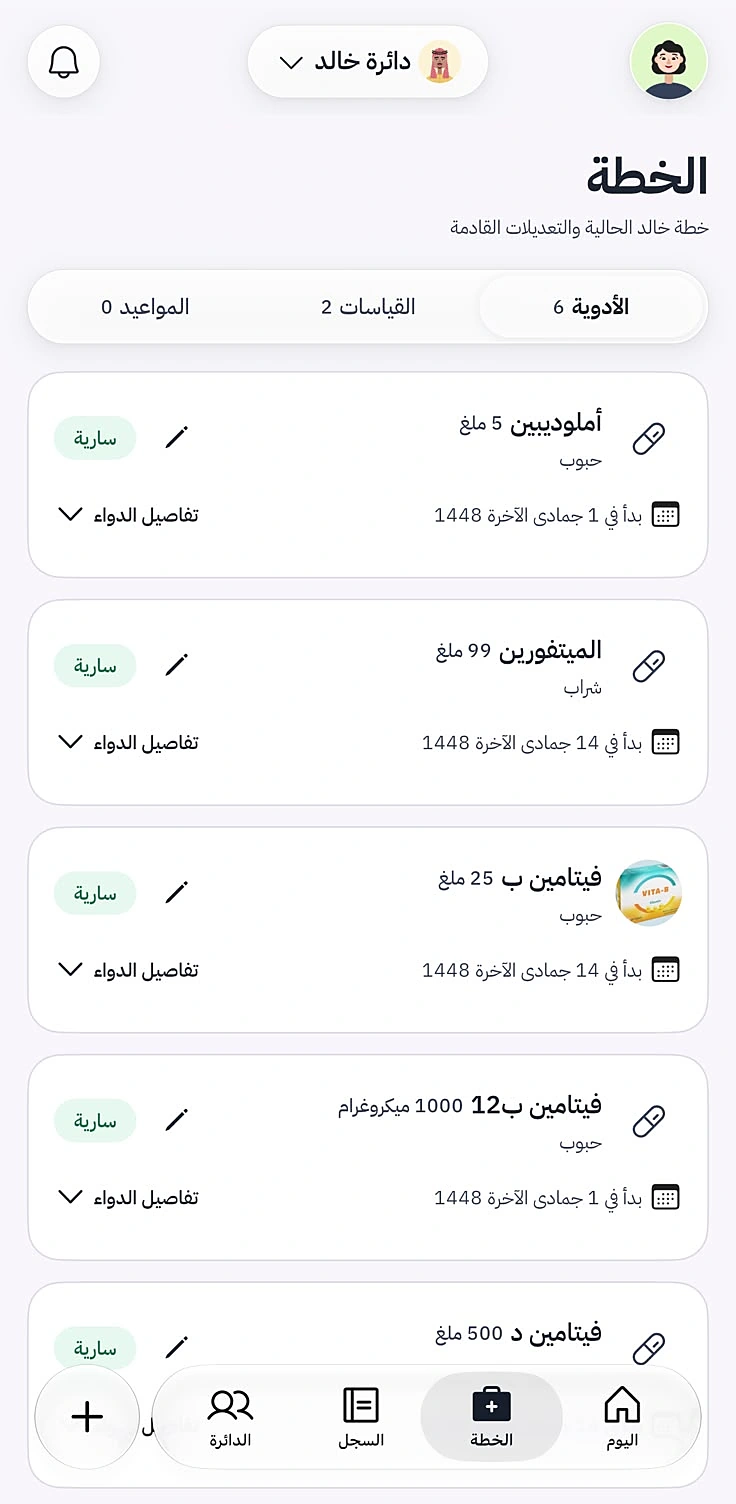 دائرة خالد
الخطة
خطة خالد الحالية والتعديلات القادمة
الأدوية 6
القياسات 2
المواعيد 0
أملوديبين 5 ملغ
حبوب
سارية
بدأ في 1 جمادى الآخرة 1448
تفاصيل الدواء
الميتفورين 99 ملغ
شراب
سارية
بدأ في 14 جمادى الآخرة 1448
تفاصيل الدواء
VITA-B
فيتامين ب 25 ملغ
حبوب
سارية
بدأ في 14 جمادى الآخرة 1448
تفاصيل الدواء
فيتامين ب12 1000 ميكروغرام
حبوب
سارية
بدأ في 1 جمادى الآخرة 1448
تفاصيل الدواء
فيتامين د 500 ملغ
سارية
اليوم
الخطة
السجل
الدائرة